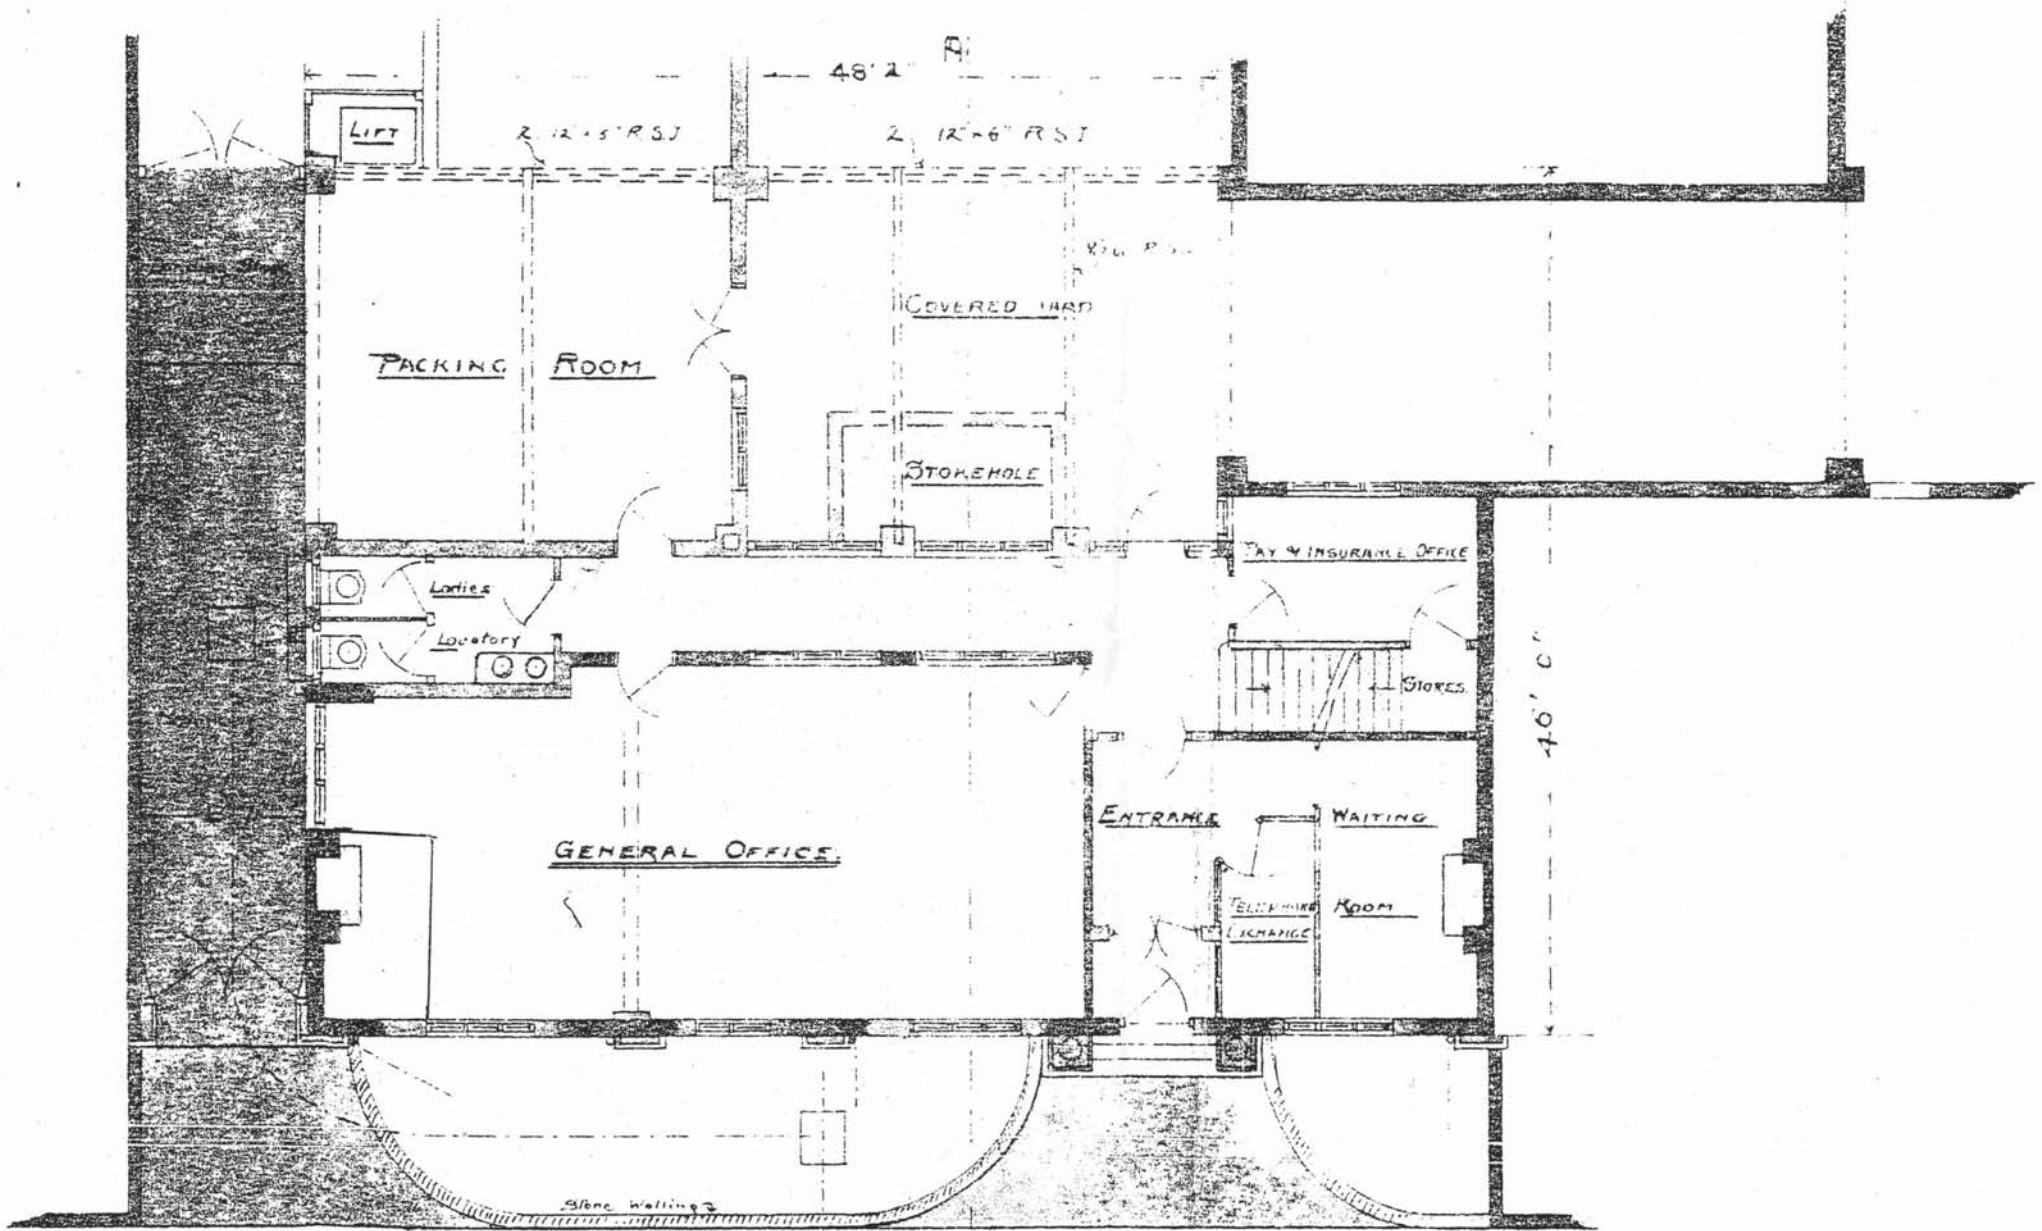 A
48' 2"
LIFT
2 12" x 5" R.S.J
2 12" x 6" R S J
COVERED YARD
PACKING ROOM
STOKEHOLE
PAY & INSURANCE OFFICE
Ladies
Lavatory
STORES.
46' 0"
ENTRANCE
WAITING
GENERAL OFFICE.
TELEPHONE ROOM
EXCHANGE
Stone Walling